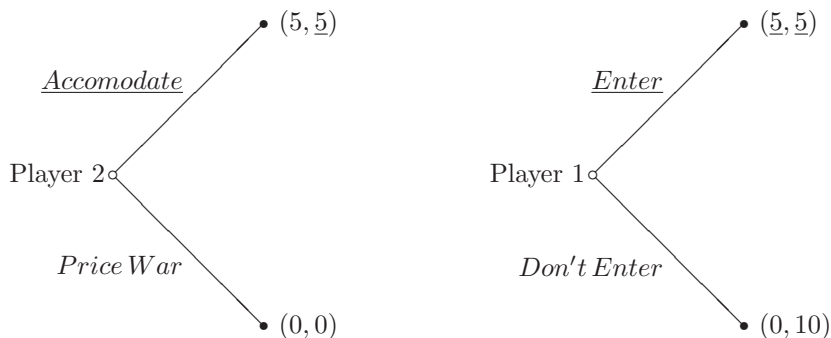 (5, 5)
Accomodate
Player 2
Price War
(0, 0)
(5, 5)
Enter
Player 1
Don't Enter
(0, 10)